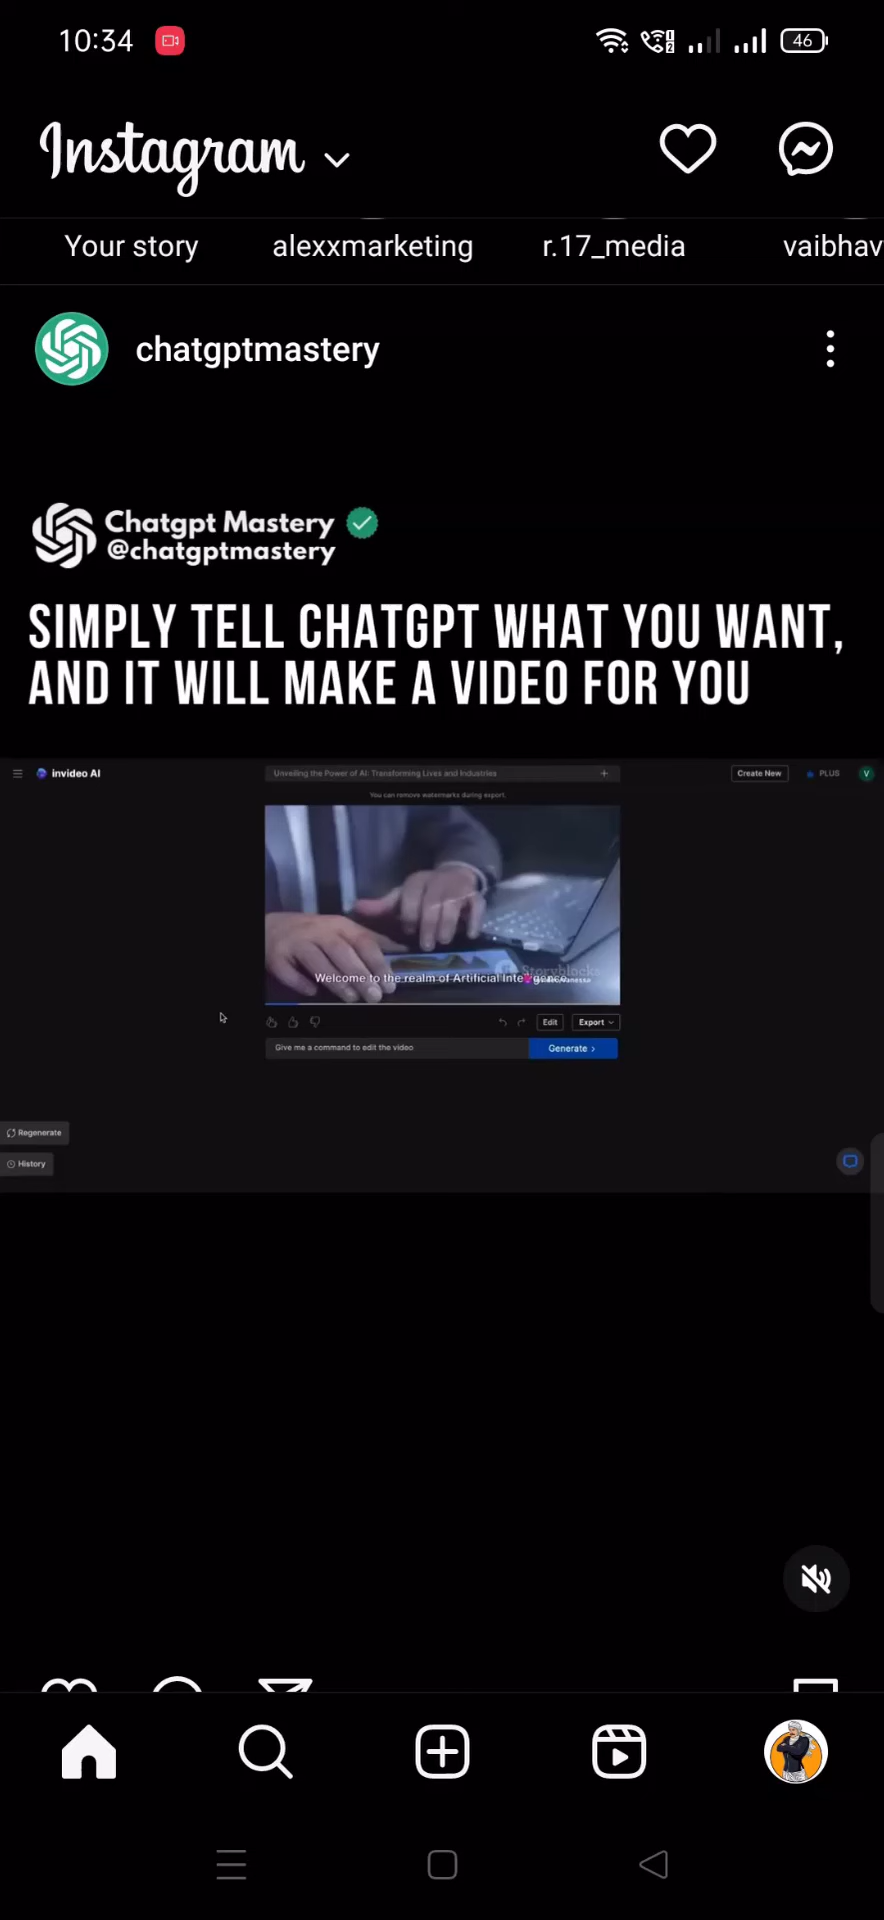 10:34
46
Instagram
Your story
alexxmarketing
r.17_media
vaibhav
chatgptmastery
Chatgpt Mastery
@chatgptmastery
SIMPLY TELL CHATGPT WHAT YOU WANT,
AND IT WILL MAKE A VIDEO FOR YOU
invideo AI
Unveiling the Power of AI: Transforming Lives and Industries
Create New
PLUS
V
You can remove watermarks during export.
Storyblocks
Welcome to the realm of Artificial
Edit
Export
Give me a command to edit the video
Generate
Regenerate
History